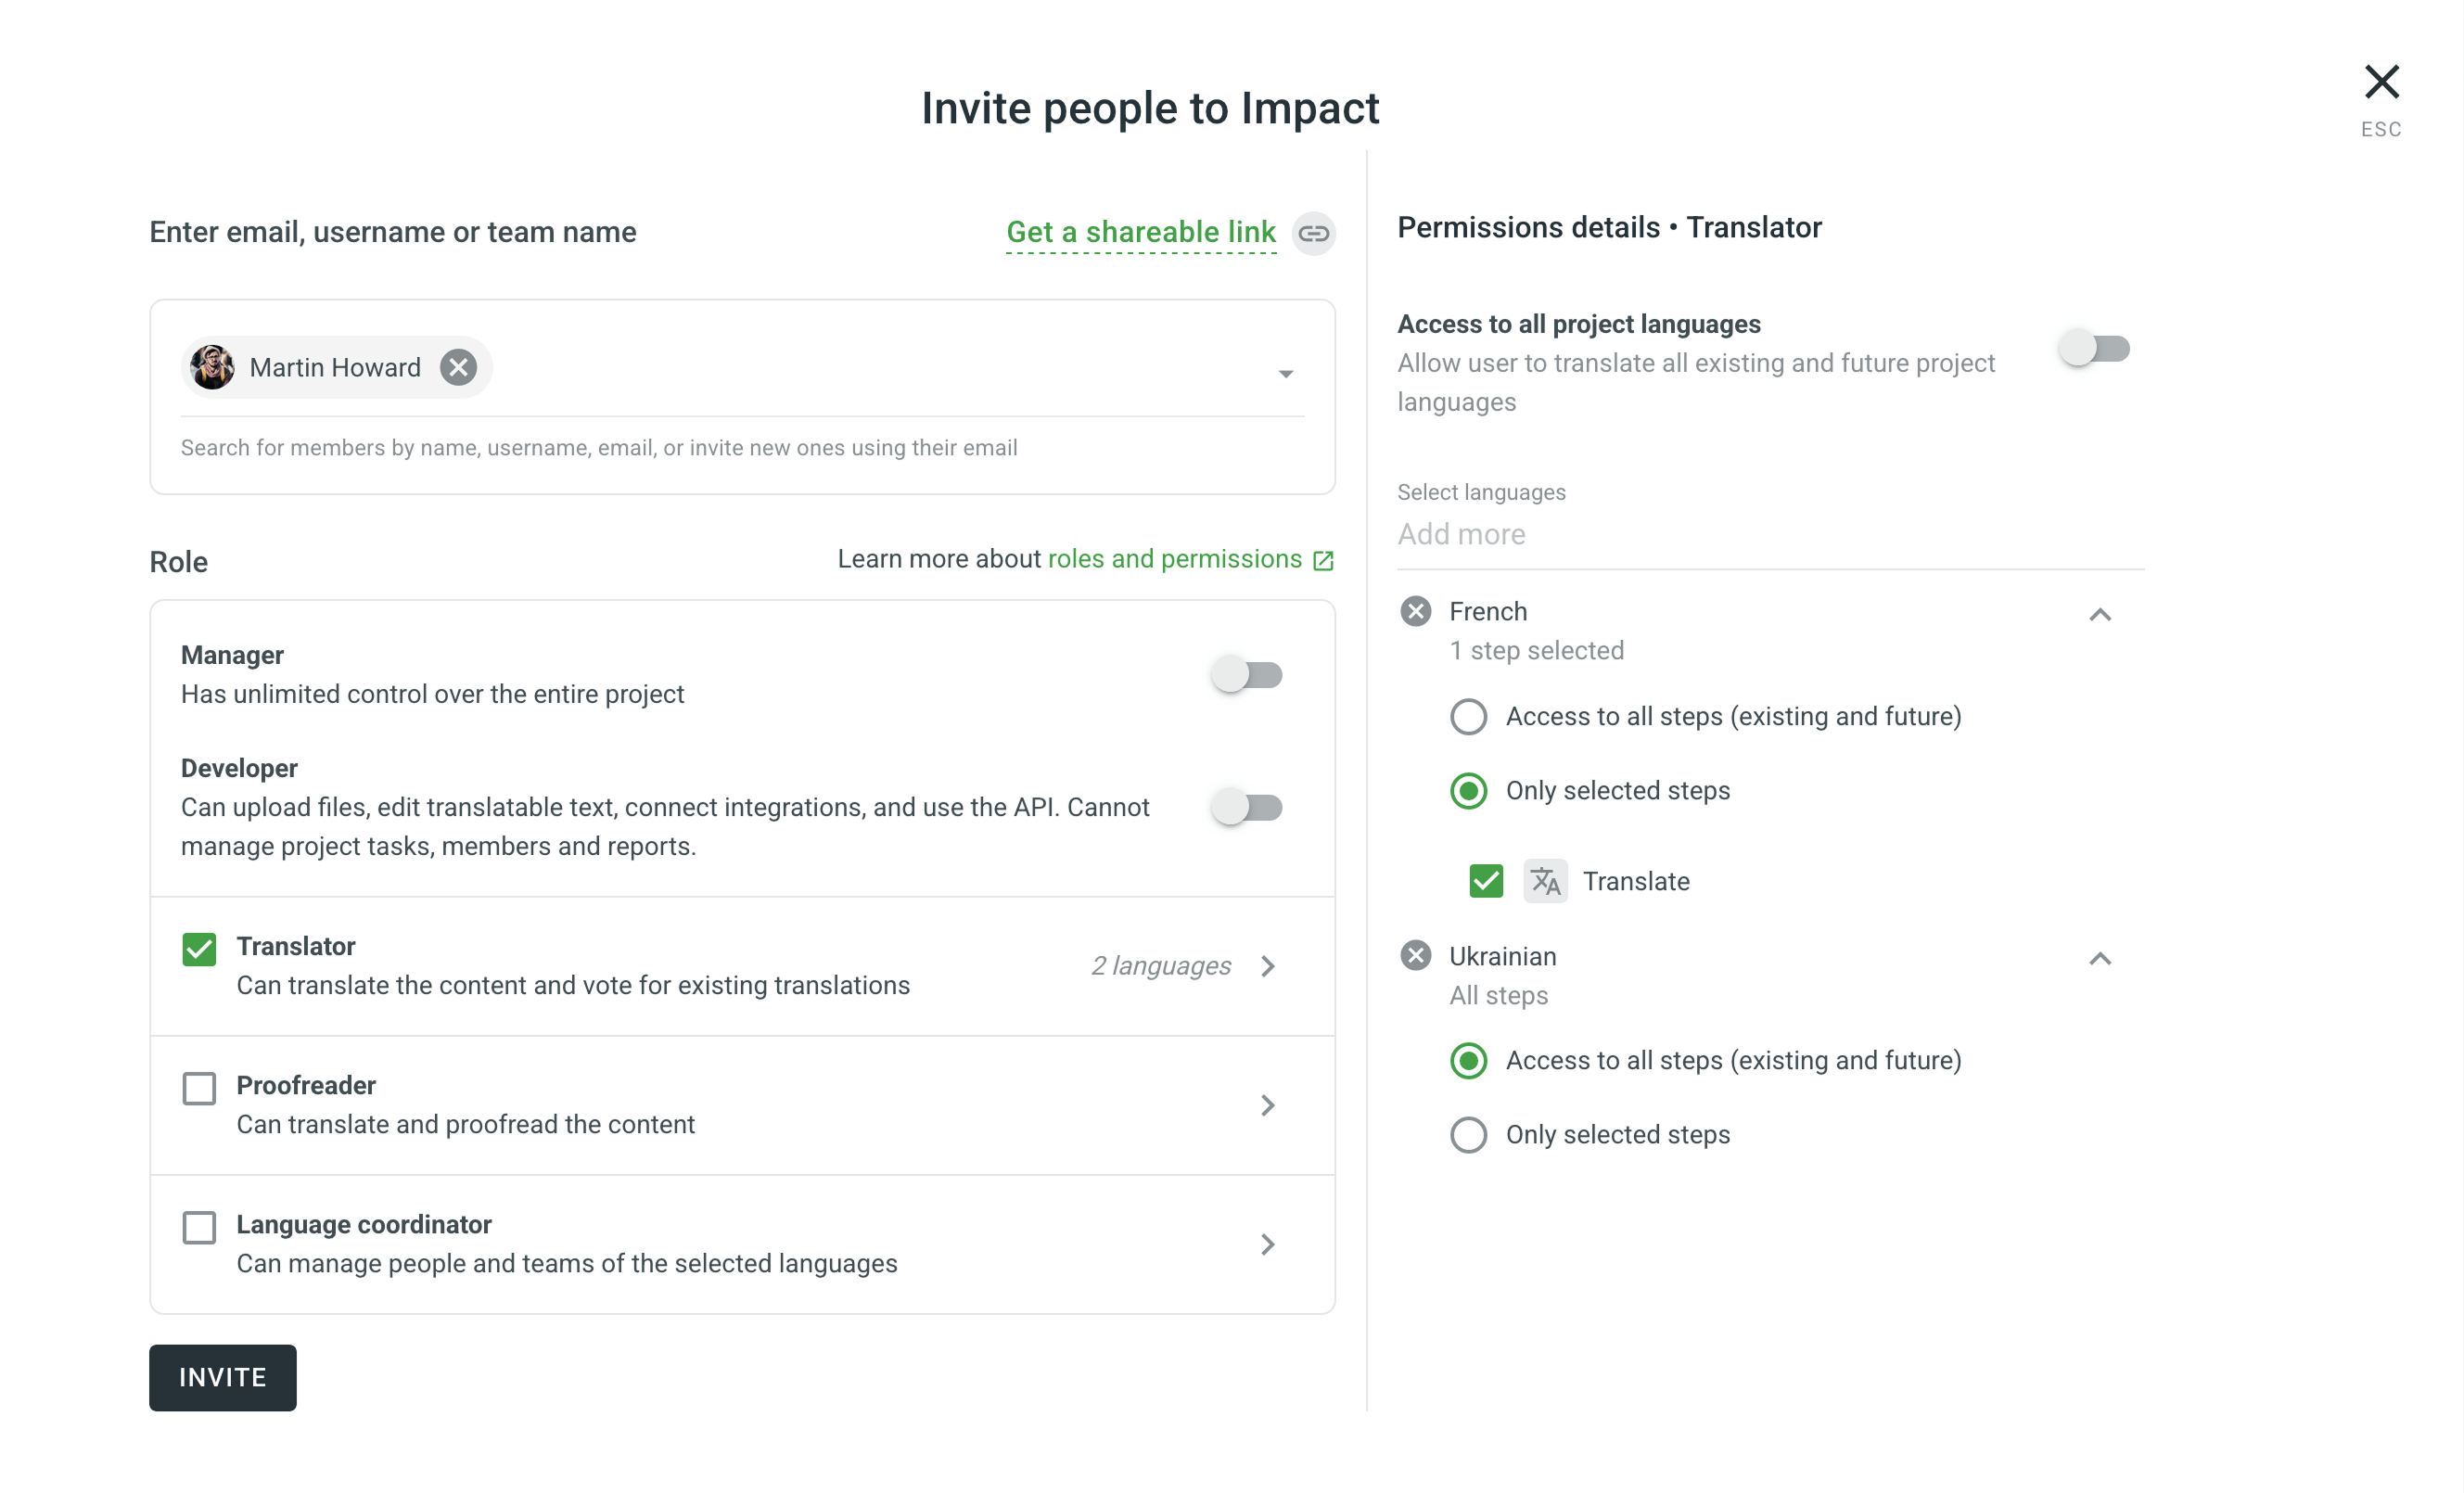 Invite people to Impact
ESC
Enter email, username or team name
Get a shareable link
Martin Howard
Search for members by name, username, email, or invite new ones using their email
Role
Learn more about roles and permissions
Manager
Has unlimited control over the entire project
Developer
Can upload files, edit translatable text, connect integrations, and use the API. Cannot
manage project tasks, members and reports.
Translator
Can translate the content and vote for existing translations
2 languages
Proofreader
Can translate and proofread the content
Language coordinator
Can manage people and teams of the selected languages
INVITE
Permissions details • Translator
Access to all project languages
Allow user to translate all existing and future project
languages
Select languages
Add more
French
1 step selected
Access to all steps (existing and future)
Only selected steps
Translate
Ukrainian
All steps
Access to all steps (existing and future)
Only selected steps